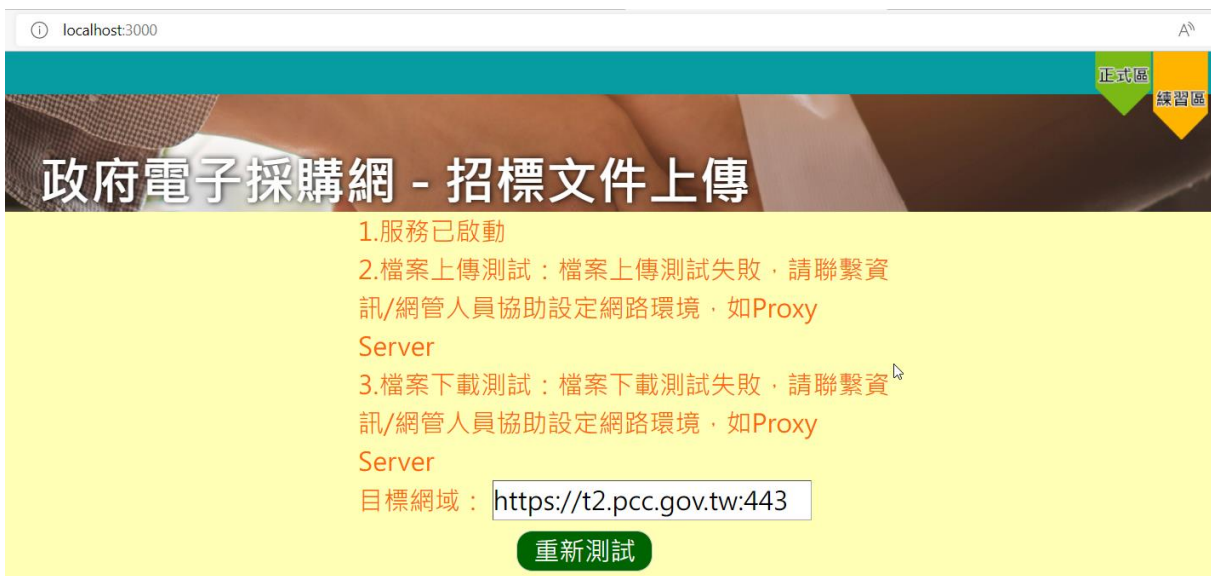 localhost:3000
正式區
練習區
政府電子採購網 - 招標文件上傳
1.服務已啟動
2.檔案上傳測試：檔案上傳測試失敗，請聯繫資
訊/網管人員協助設定網路環境，如Proxy
Server
3.檔案下載測試：檔案下載測試失敗，請聯繫資
訊/網管人員協助設定網路環境，如Proxy
Server
目標網域： https://t2.pcc.gov.tw:443
重新測試